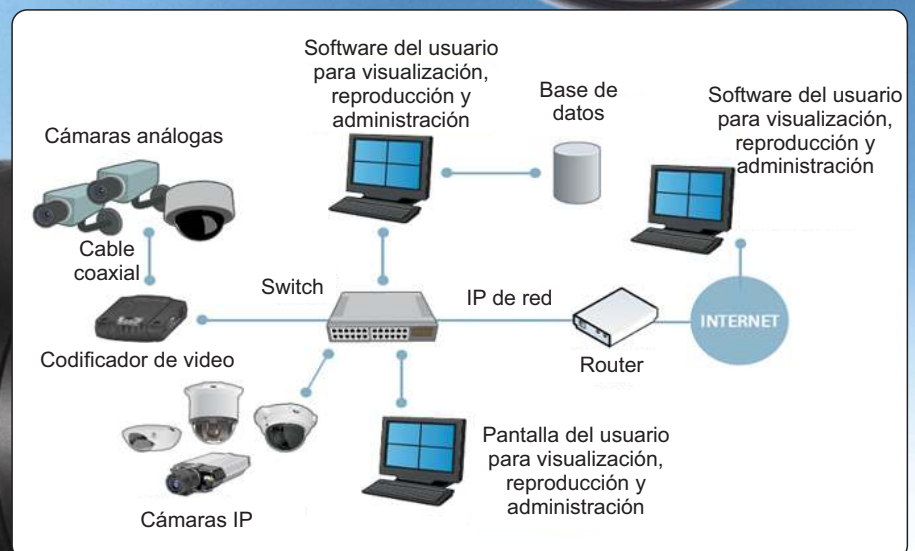 Software del usuario
para visualización,
reproducción y
administración
Base de
datos
Software del usuario
para visualización,
reproducción y
administración
Cámaras análogas
Cable
coaxial
Switch
IP de red
INTERNET
Codificador de video
Router
Pantalla del usuario
para visualización,
reproducción y
administración
Cámaras IP